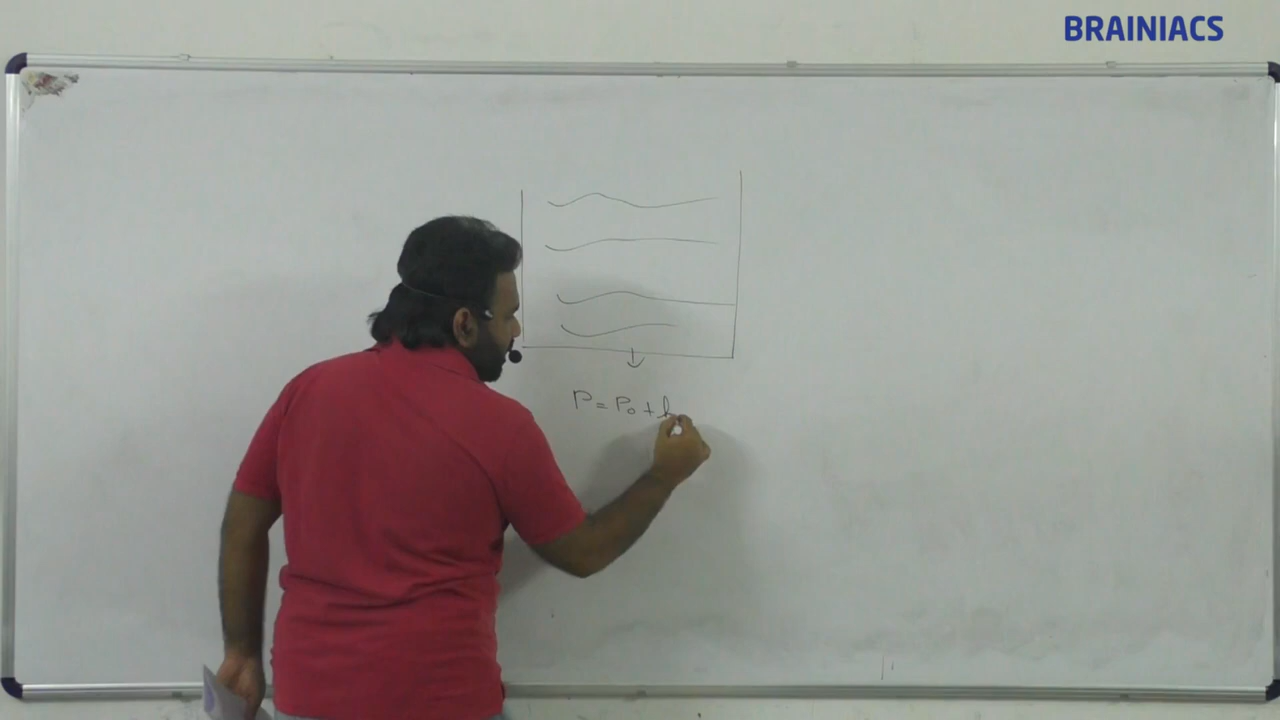 BRAINIACS
P = P₀ + h